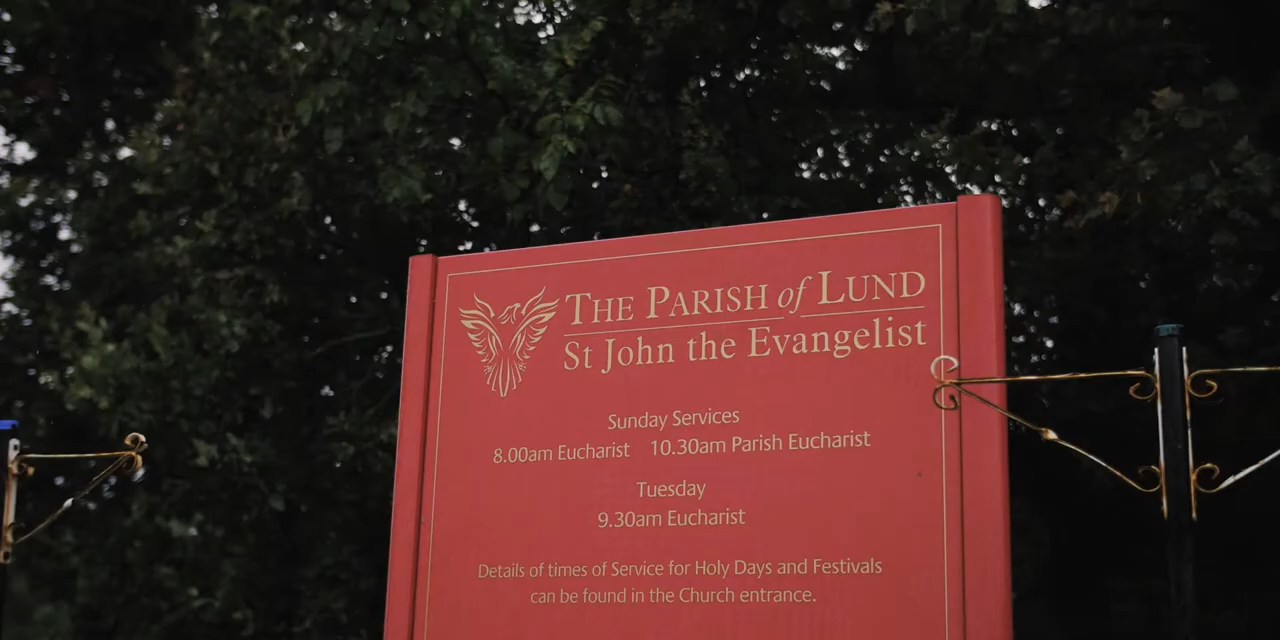 THE PARISH of LUND
St John the Evangelist
Sunday Services
8.00am Eucharist 10.30am Parish Eucharist
Tuesday
9.30am Eucharist
Details of times of Service for Holy Days and Festivals
can be found in the Church entrance.